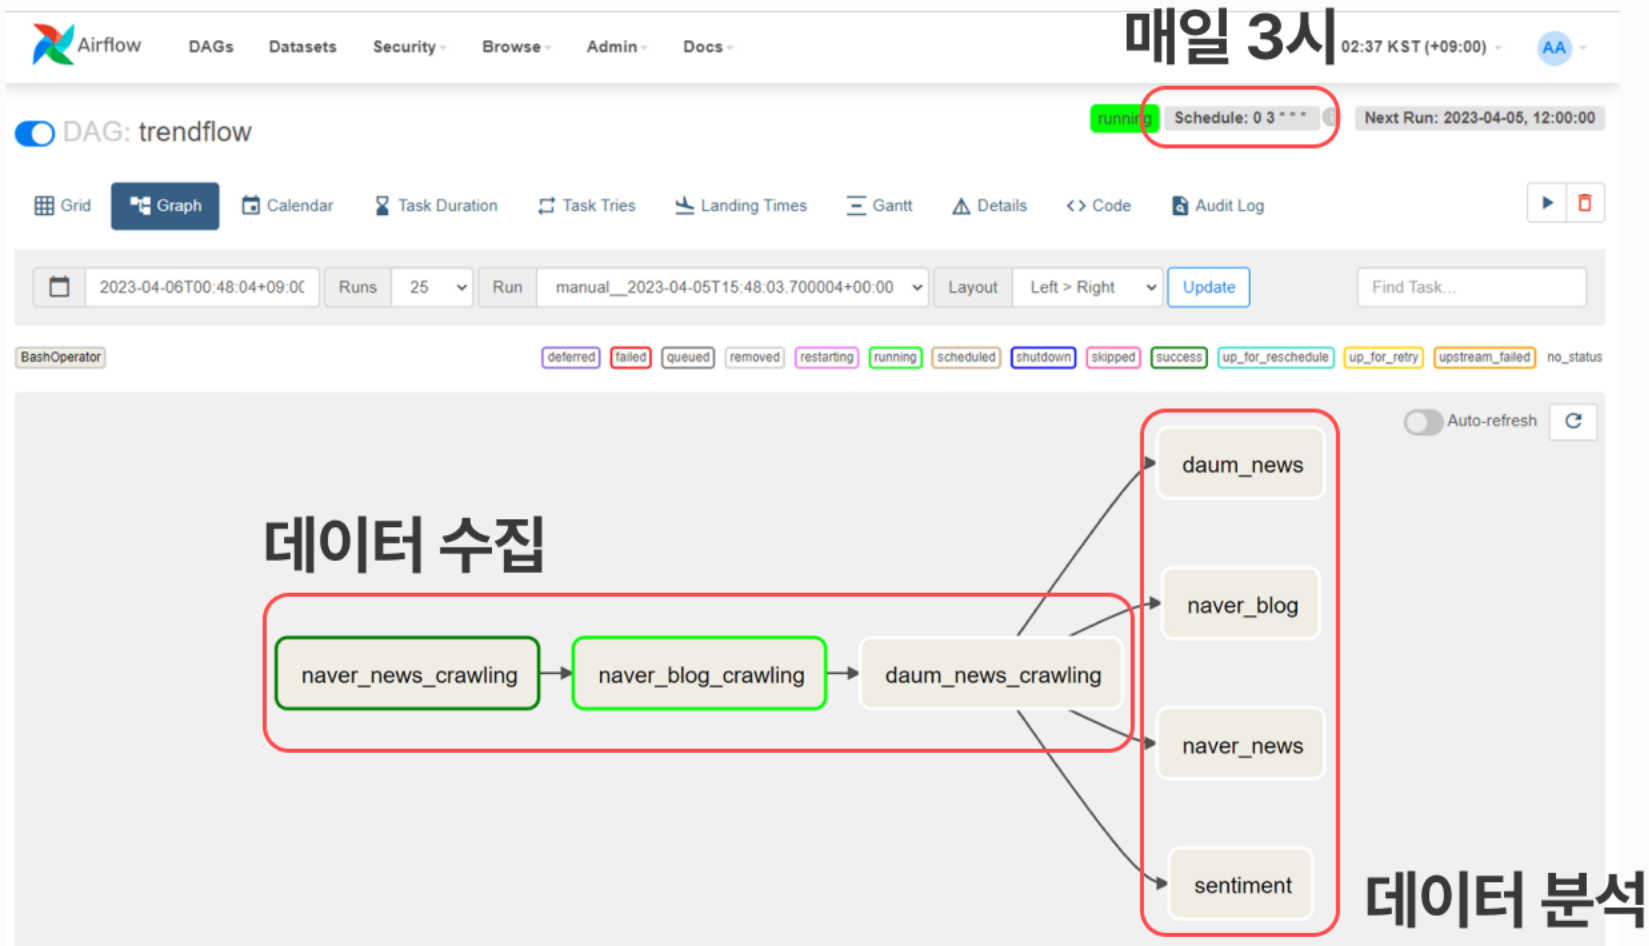 매일 3시
Airflow DAGs Datasets Security Browse Admin Docs 02:37 KST (+09:00) AA
DAG: trendflow
running Schedule: 0 3 * * * Next Run: 2023-04-05, 12:00:00
Grid Graph Calendar Task Duration Task Tries Landing Times Gantt Details Code Audit Log
2023-04-06T00:48:04+09:00 Runs 25 Run manual__2023-04-05T15:48:03.700004+00:00 Layout Left > Right Update Find Task...
BashOperator deferred failed queued removed restarting running scheduled shutdown skipped success up_for_reschedule up_for_retry upstream_failed no_status
Auto-refresh
daum_news
데이터 수집
naver_blog
naver_news_crawling naver_blog_crawling daum_news_crawling
naver_news
sentiment
데이터 분석